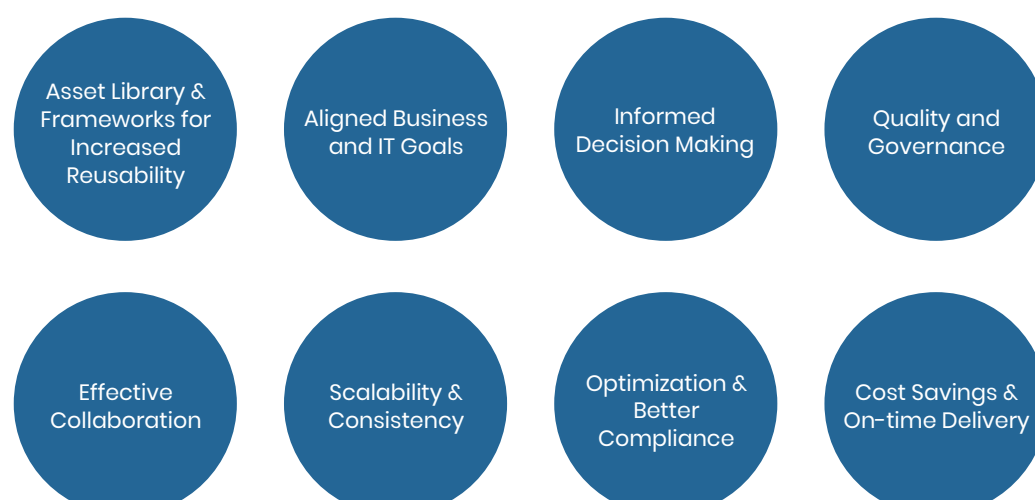 Asset Library &
Frameworks for
Increased
Reusability
Aligned Business
and IT Goals
Informed
Decision Making
Quality and
Governance
Effective
Collaboration
Scalability &
Consistency
Optimization &
Better
Compliance
Cost Savings &
On-time Delivery